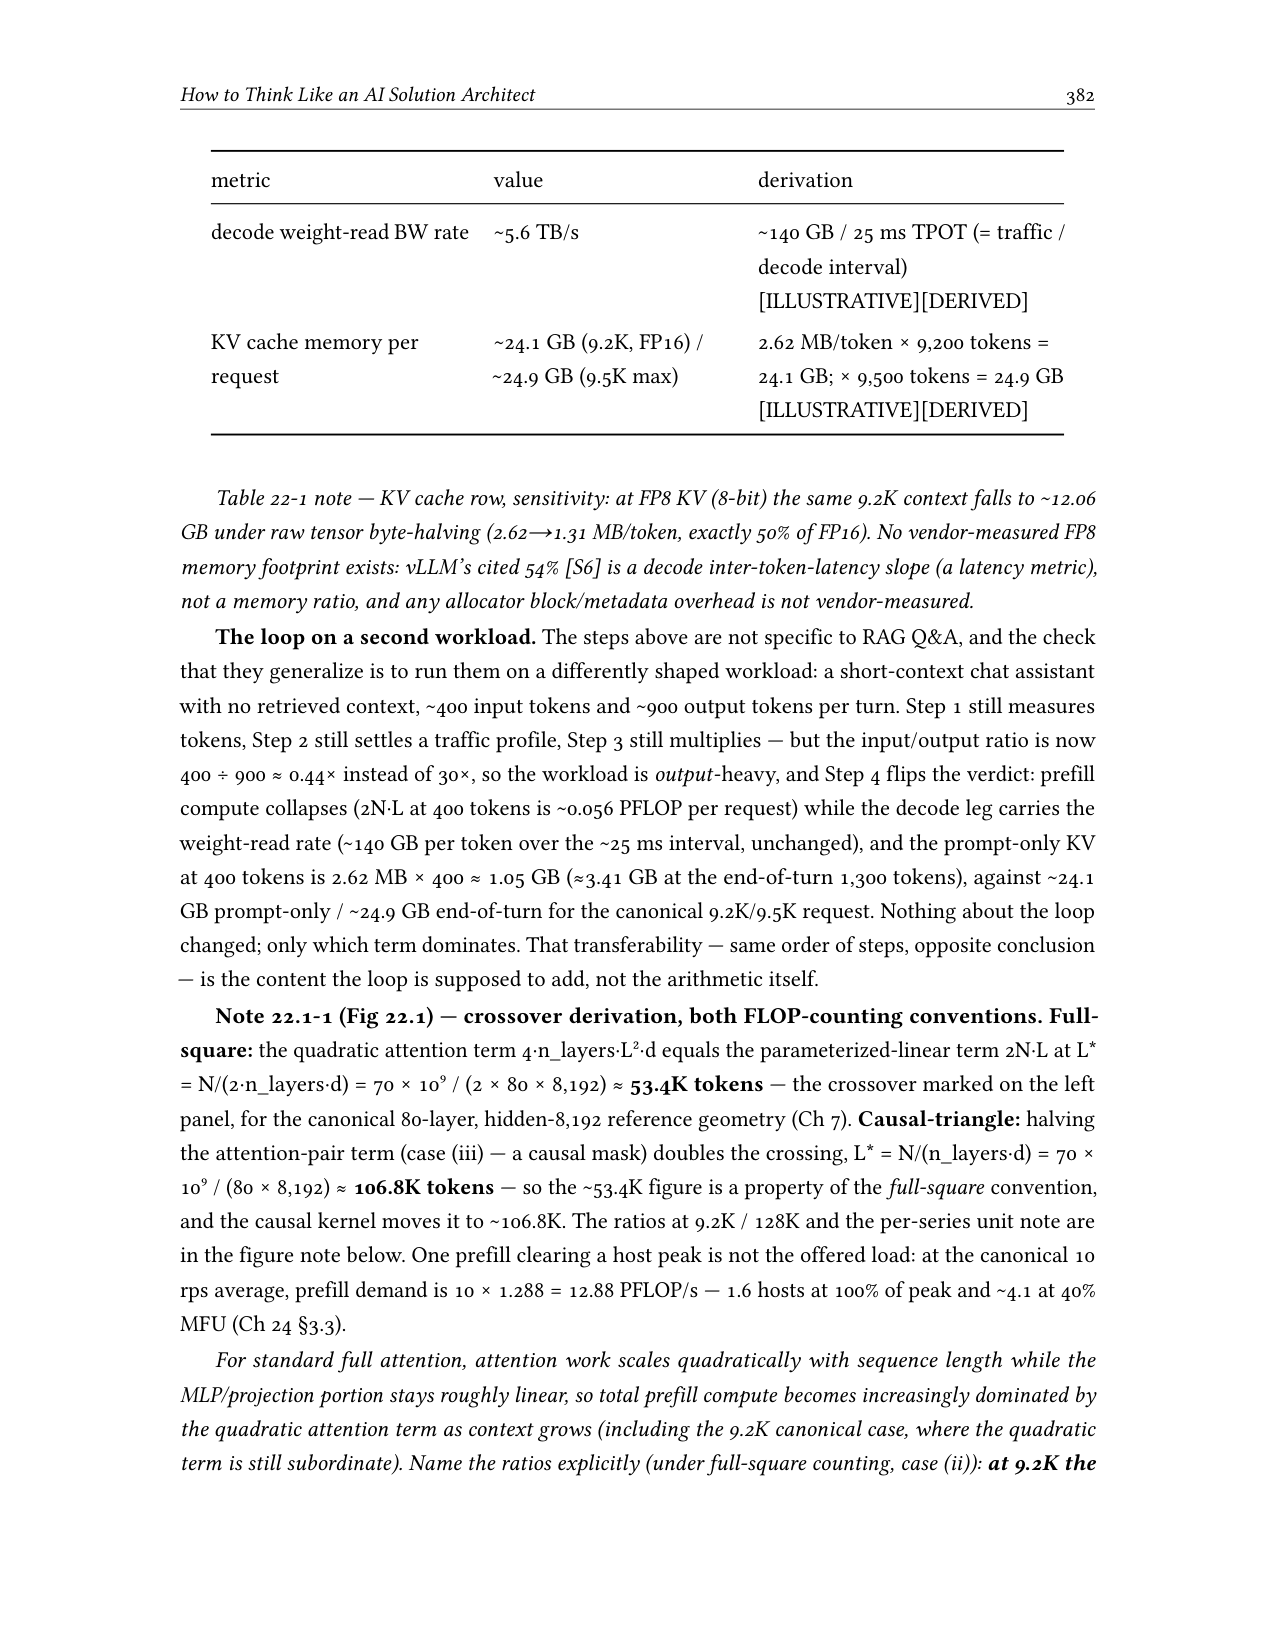 How to Think Like an AI Solution Architect 382
metric value derivation
decode weight-read BW rate ~5.6 TB/s ~140 GB / 25 ms TPOT (= traffic /
decode interval)
[ILLUSTRATIVE][DERIVED]
KV cache memory per ~24.1 GB (9.2K, FP16) / 2.62 MB/token × 9,200 tokens =
request ~24.9 GB (9.5K max) 24.1 GB; × 9,500 tokens = 24.9 GB
[ILLUSTRATIVE][DERIVED]
Table 22-1 note — KV cache row, sensitivity: at FP8 KV (8-bit) the same 9.2K context falls to ~12.06
GB under raw tensor byte-halving (2.62⟶1.31 MB/token, exactly 50% of FP16). No vendor-measured FP8
memory footprint exists: vLLM's cited 54% [S6] is a decode inter-token-latency slope (a latency metric),
not a memory ratio, and any allocator block/metadata overhead is not vendor-measured.
The loop on a second workload. The steps above are not specific to RAG Q&A, and the check
that they generalize is to run them on a differently shaped workload: a short-context chat assistant
with no retrieved context, ~400 input tokens and ~900 output tokens per turn. Step 1 still measures
tokens, Step 2 still settles a traffic profile, Step 3 still multiplies — but the input/output ratio is now
400 ÷ 900 ≈ 0.44× instead of 30×, so the workload is output-heavy, and Step 4 flips the verdict: prefill
compute collapses (2N·L at 400 tokens is ~0.056 PFLOP per request) while the decode leg carries the
weight-read rate (~140 GB per token over the ~25 ms interval, unchanged), and the prompt-only KV
at 400 tokens is 2.62 MB × 400 ≈ 1.05 GB (≈3.41 GB at the end-of-turn 1,300 tokens), against ~24.1
GB prompt-only / ~24.9 GB end-of-turn for the canonical 9.2K/9.5K request. Nothing about the loop
changed; only which term dominates. That transferability — same order of steps, opposite conclusion
— is the content the loop is supposed to add, not the arithmetic itself.
Note 22.1-1 (Fig 22.1) — crossover derivation, both FLOP-counting conventions. Full-
square: the quadratic attention term 4·n_layers·L²·d equals the parameterized-linear term 2N·L at L*
= N/(2·n_layers·d) = 70 × 10⁹ / (2 × 80 × 8,192) ≈ 53.4K tokens — the crossover marked on the left
panel, for the canonical 80-layer, hidden-8,192 reference geometry (Ch 7). Causal-triangle: halving
the attention-pair term (case (iii) — a causal mask) doubles the crossing, L* = N/(n_layers·d) = 70 ×
10⁹ / (80 × 8,192) ≈ 106.8K tokens — so the ~53.4K figure is a property of the full-square convention,
and the causal kernel moves it to ~106.8K. The ratios at 9.2K / 128K and the per-series unit note are
in the figure note below. One prefill clearing a host peak is not the offered load: at the canonical 10
rps average, prefill demand is 10 × 1.288 = 12.88 PFLOP/s — 1.6 hosts at 100% of peak and ~4.1 at 40%
MFU (Ch 24 §3.3).
For standard full attention, attention work scales quadratically with sequence length while the
MLP/projection portion stays roughly linear, so total prefill compute becomes increasingly dominated by
the quadratic attention term as context grows (including the 9.2K canonical case, where the quadratic
term is still subordinate). Name the ratios explicitly (under full-square counting, case (ii)): at 9.2K the